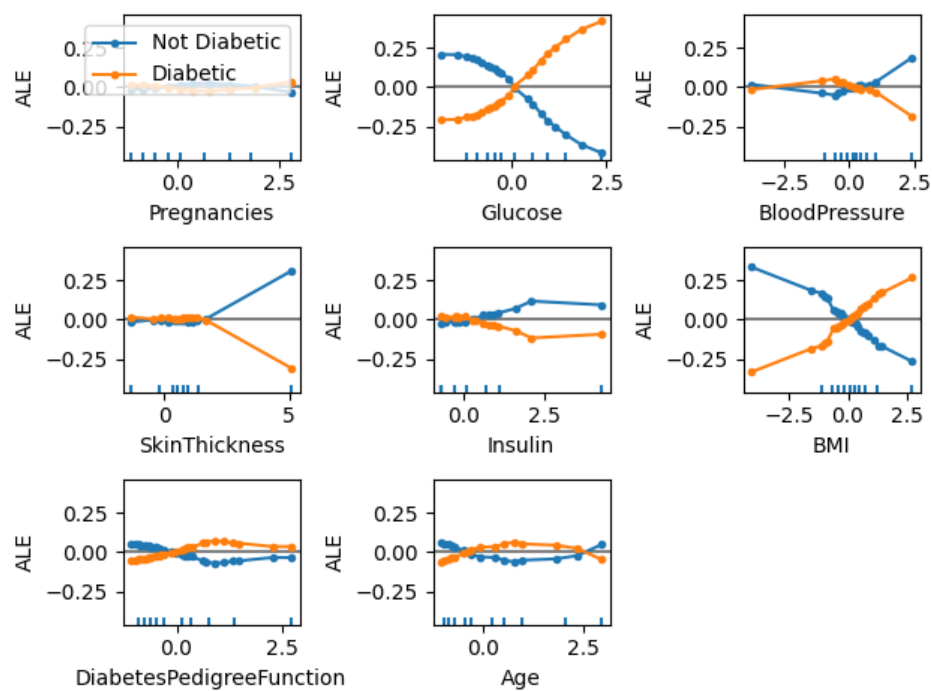 Not Diabetic
Diabetic
ALE
0.25
0.00
−0.25
0.0 2.5
Pregnancies
ALE
0.25
0.00
−0.25
0.0 2.5
Glucose
ALE
0.25
0.00
−0.25
−2.5 0.0 2.5
BloodPressure
ALE
0.25
0.00
−0.25
0 5
SkinThickness
ALE
0.25
0.00
−0.25
0.0 2.5
Insulin
ALE
0.25
0.00
−0.25
−2.5 0.0 2.5
BMI
ALE
0.25
0.00
−0.25
0.0 2.5
DiabetesPedigreeFunction
ALE
0.25
0.00
−0.25
0.0 2.5
Age